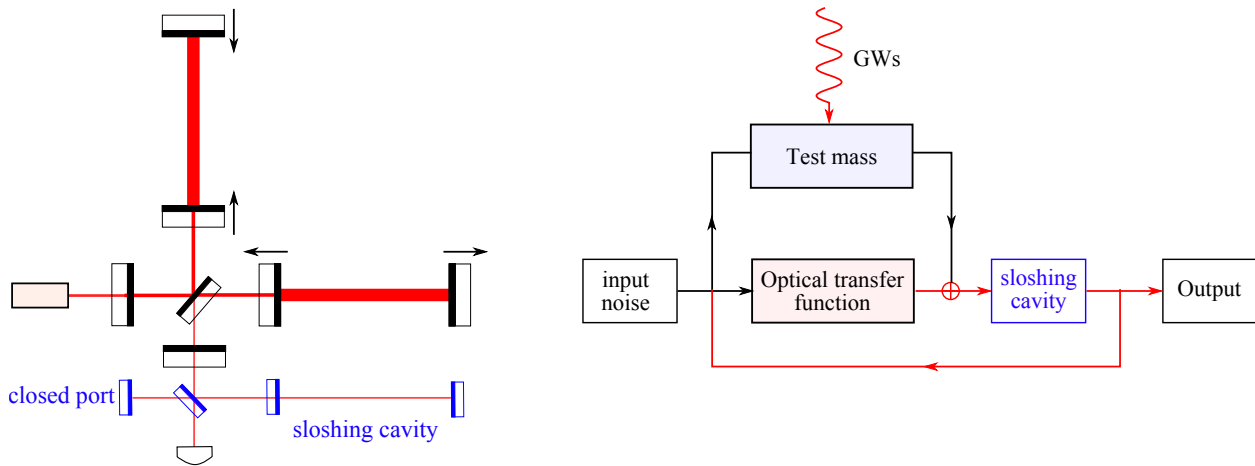 closed port
sloshing cavity
GWs
Test mass
input
noise
Optical transfer
function
sloshing
cavity
Output